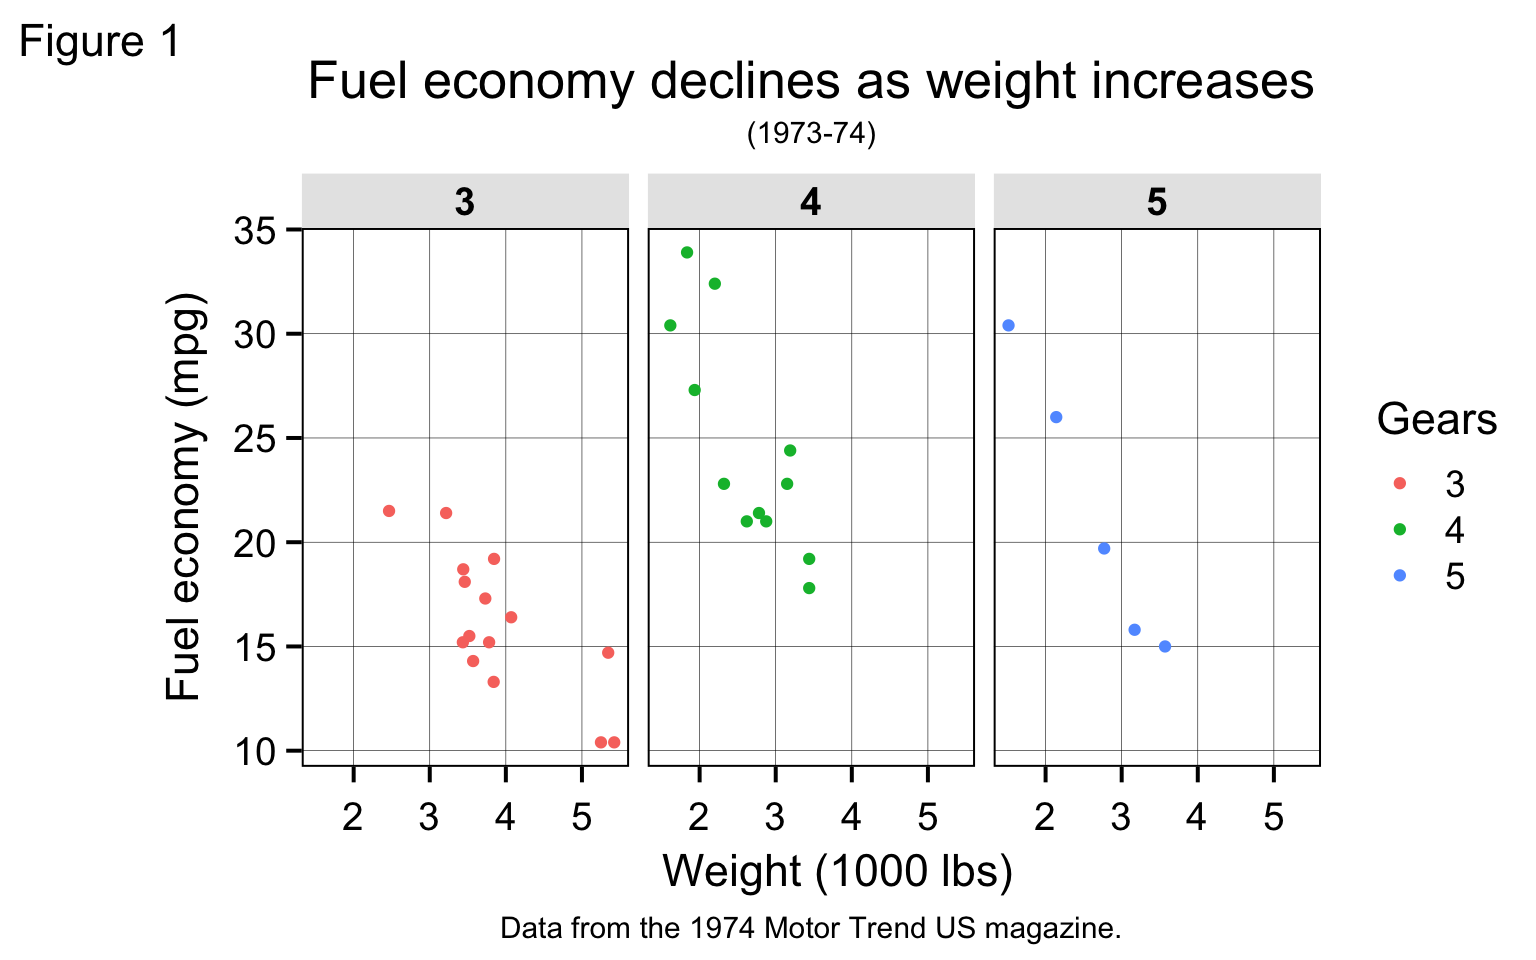 Figure 1
Fuel economy declines as weight increases
(1973-74)
3 4 5
Fuel economy (mpg)
35
30
25
20
15
10
2 3 4 5 2 3 4 5 2 3 4 5
Weight (1000 lbs)
Data from the 1974 Motor Trend US magazine.
Gears
3
4
5